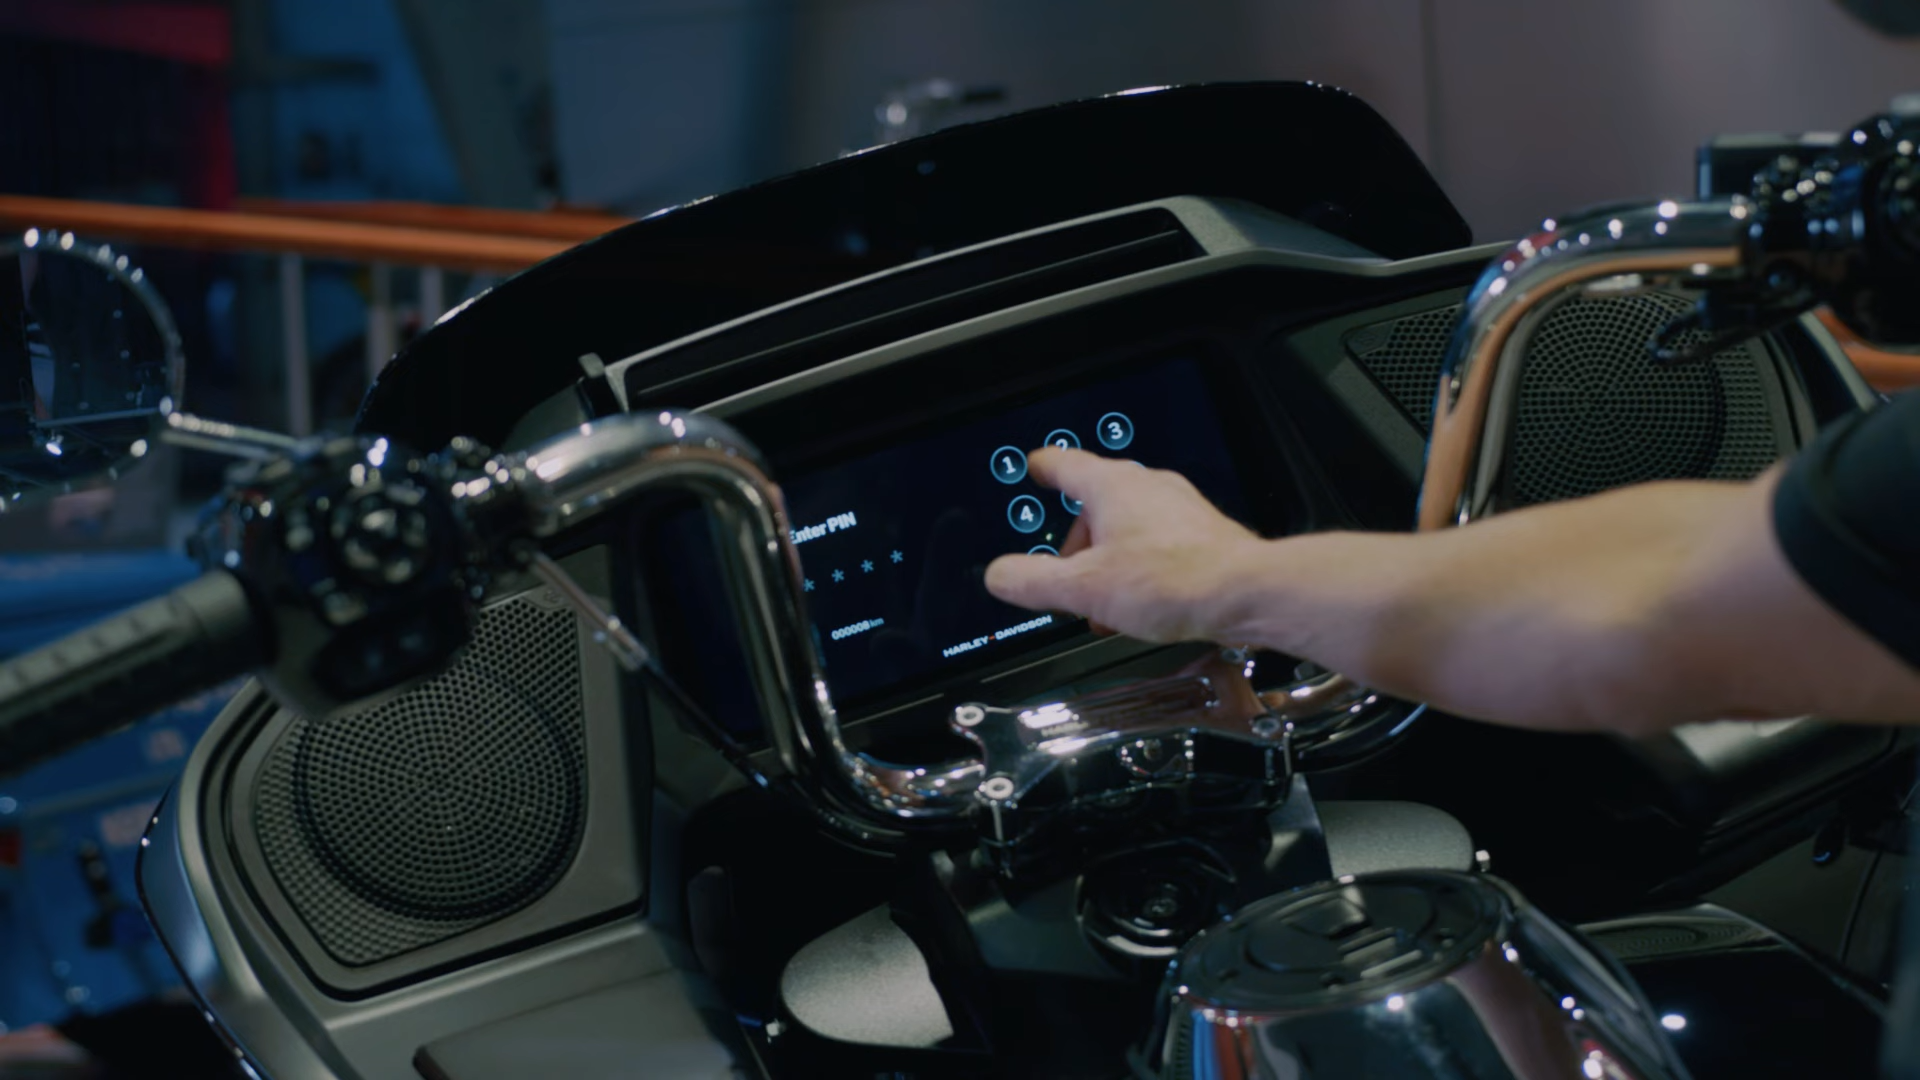 1
2
3
4
Enter PIN
* * * *
000008 km
HARLEY-DAVIDSON